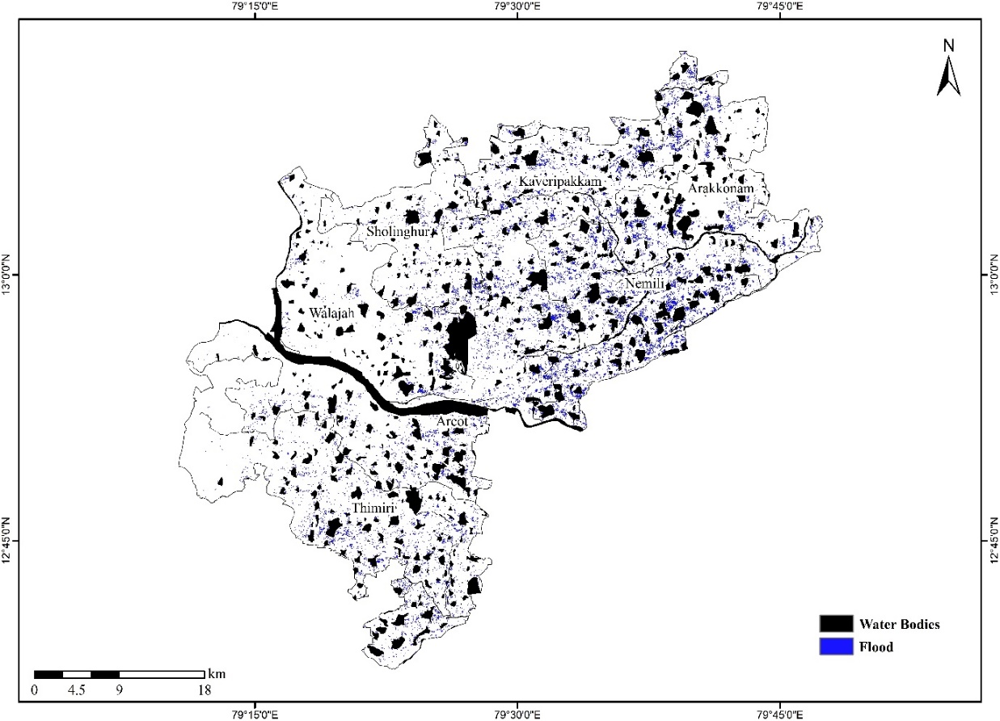 79°15'0"E 79°30'0"E 79°45'0"E
N
Kaveripakkam
Arakkonam
Sholinghur
13°0'0"N 13°0'0"N
Nemili
Walajah
Arcot
Thimiri
12°45'0"N 12°45'0"N
Water Bodies
Flood
km
0 4.5 9 18
79°15'0"E 79°30'0"E 79°45'0"E